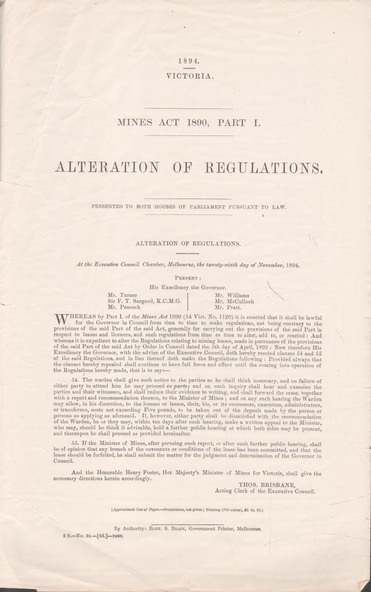 1894.
VICTORIA.
MINES ACT 1890, PART I.
ALTERATION OF REGULATIONS.
PRESENTED TO BOTH HOUSES OF PARLIAMENT PURSUANT TO LAW.
ALTERATION OF REGULATIONS.
At the Executive Council Chamber, Melbourne, the twenty-ninth day of November, 1894.
PRESENT:
His Excellency the Governor.
Mr. Turner
Sir F. T. Sargood, K.C.M.G.
Mr. Peacock
Mr. Williams
Mr. McCulloch
Mr. Pratt.
WHEREAS by Part I. of the Mines Act 1890 (54 Vict. No. 1120) it is enacted that it shall be lawful
for the Governor in Council from time to time to make regulations, not being contrary to the
provisions of the said Part of the said Act, generally for carrying out the provisions of the said Part in
respect to leases and licences, and such regulations from time to time to alter, add to, or rescind: And
whereas it is expedient to alter the Regulations relating to mining leases, made in pursuance of the provisions
of the said Part of the said Act by Order in Council dated the 5th day of April, 1892: Now therefore His
Excellency the Governor, with the advice of the Executive Council, doth hereby rescind clauses 54 and 55
of the said Regulations, and in lieu thereof doth make the Regulations following: Provided always that
the clauses hereby repealed shall continue to have full force and effect until the coming into operation of
the Regulations hereby made, that is to say—
54. The warden shall give such notice to the parties as he shall think necessary, and on failure of
either party to attend him he may proceed ex parte; and on such enquiry shall hear and examine the
parties and their witnesses, and shall reduce their evidence to writing, and shall forward the same, together
with a report and recommendation thereon, to the Minister of Mines; and on any such hearing the Warden
may allow, in his discretion, to the licensee or lessee, their, his, or its successors, executors, administrators,
or transferees, costs not exceeding Five pounds, to be taken out of the deposit made by the person or
persons so applying as aforesaid. If, however, either party shall be dissatisfied with the recommendation
of the Warden, he or they may, within ten days after such hearing, make a written appeal to the Minister,
who may, should he think it advisable, hold a further public hearing at which both sides may be present,
and thereupon he shall proceed as provided hereinafter.
55. If the Minister of Mines, after perusing such report, or after such further public hearing, shall
be of opinion that any breach of the covenants or conditions of the lease has been committed, and that the
lease should be forfeited, he shall submit the matter for the judgment and determination of the Governor in
Council.
And the Honorable Henry Foster, Her Majesty's Minister of Mines for Victoria, shall give the
necessary directions herein accordingly.
THOS. BRISBANE,
Acting Clerk of the Executive Council.
By Authority: ROBT. S. BRAIN, Government Printer, Melbourne.